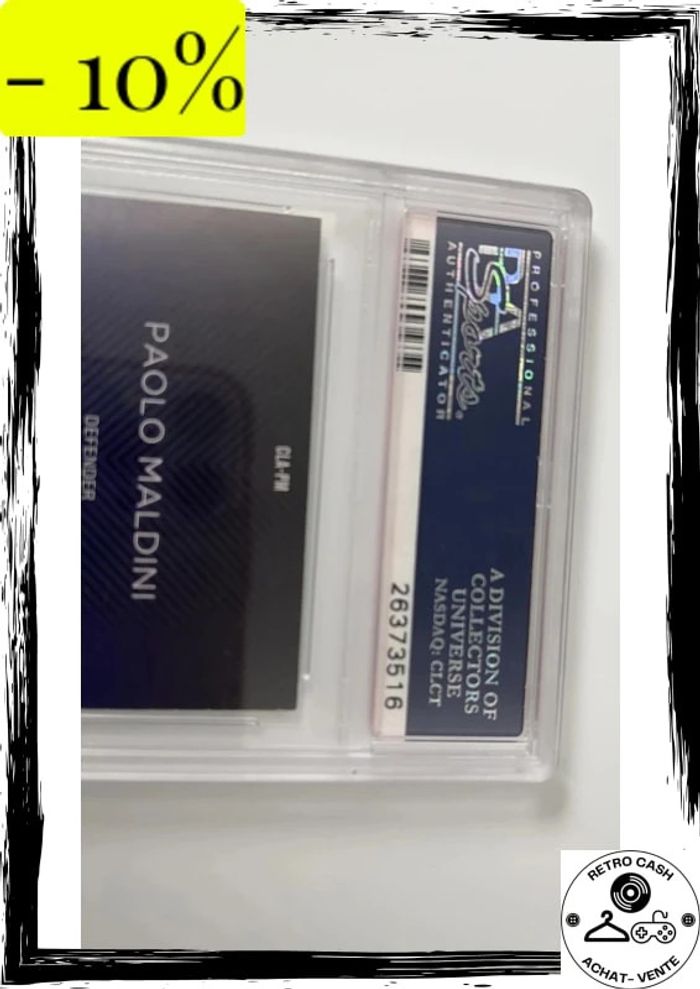 - 10%
PROFESSIONAL
PSA
Sports®
AUTHENTICATOR
A DIVISION OF
COLLECTORS
UNIVERSE
NASDAQ: CLCT
26373516
CLA-PM
PAOLO MALDINI
DEFENDER
RETRO CASH
ACHAT-VENTE